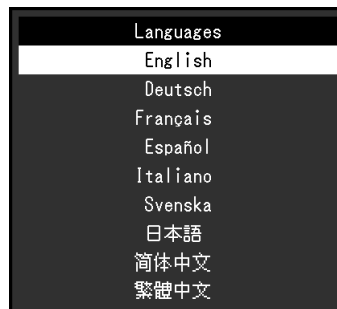 Languages
English
Deutsch
Français
Español
Italiano
Svenska
日本語
简体中文
繁體中文